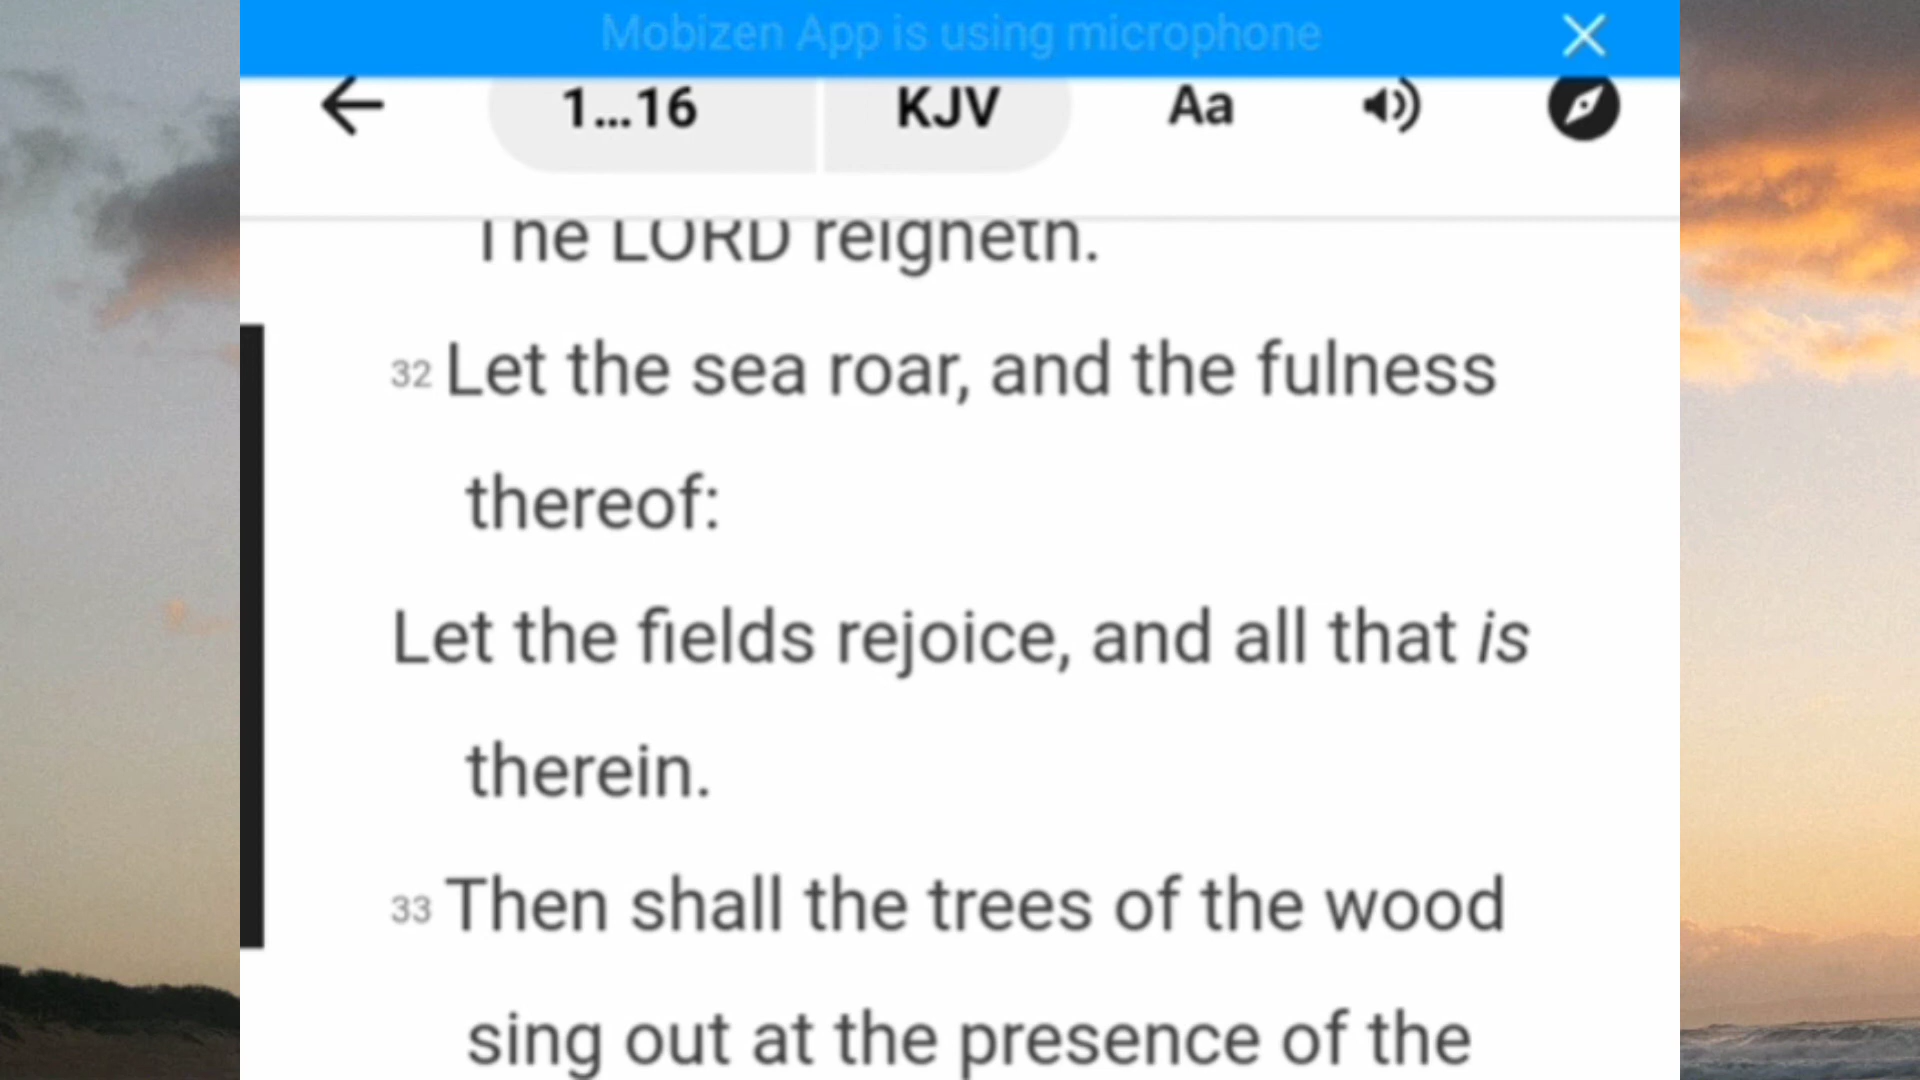 Mobizen App is using microphone
1...16 KJV Aa
The LORD reigneth.
32 Let the sea roar, and the fulness
thereof:
Let the fields rejoice, and all that is
therein.
33 Then shall the trees of the wood
sing out at the presence of the